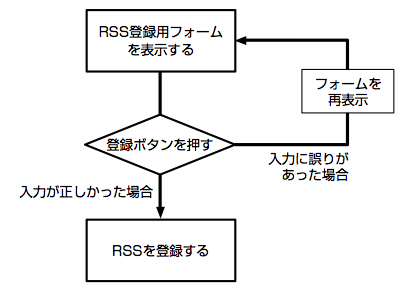 RSS登録用フォーム
を表示する
フォームを
再表示
登録ボタンを押す
入力に誤りが
あった場合
入力が正しかった場合
RSSを登録する